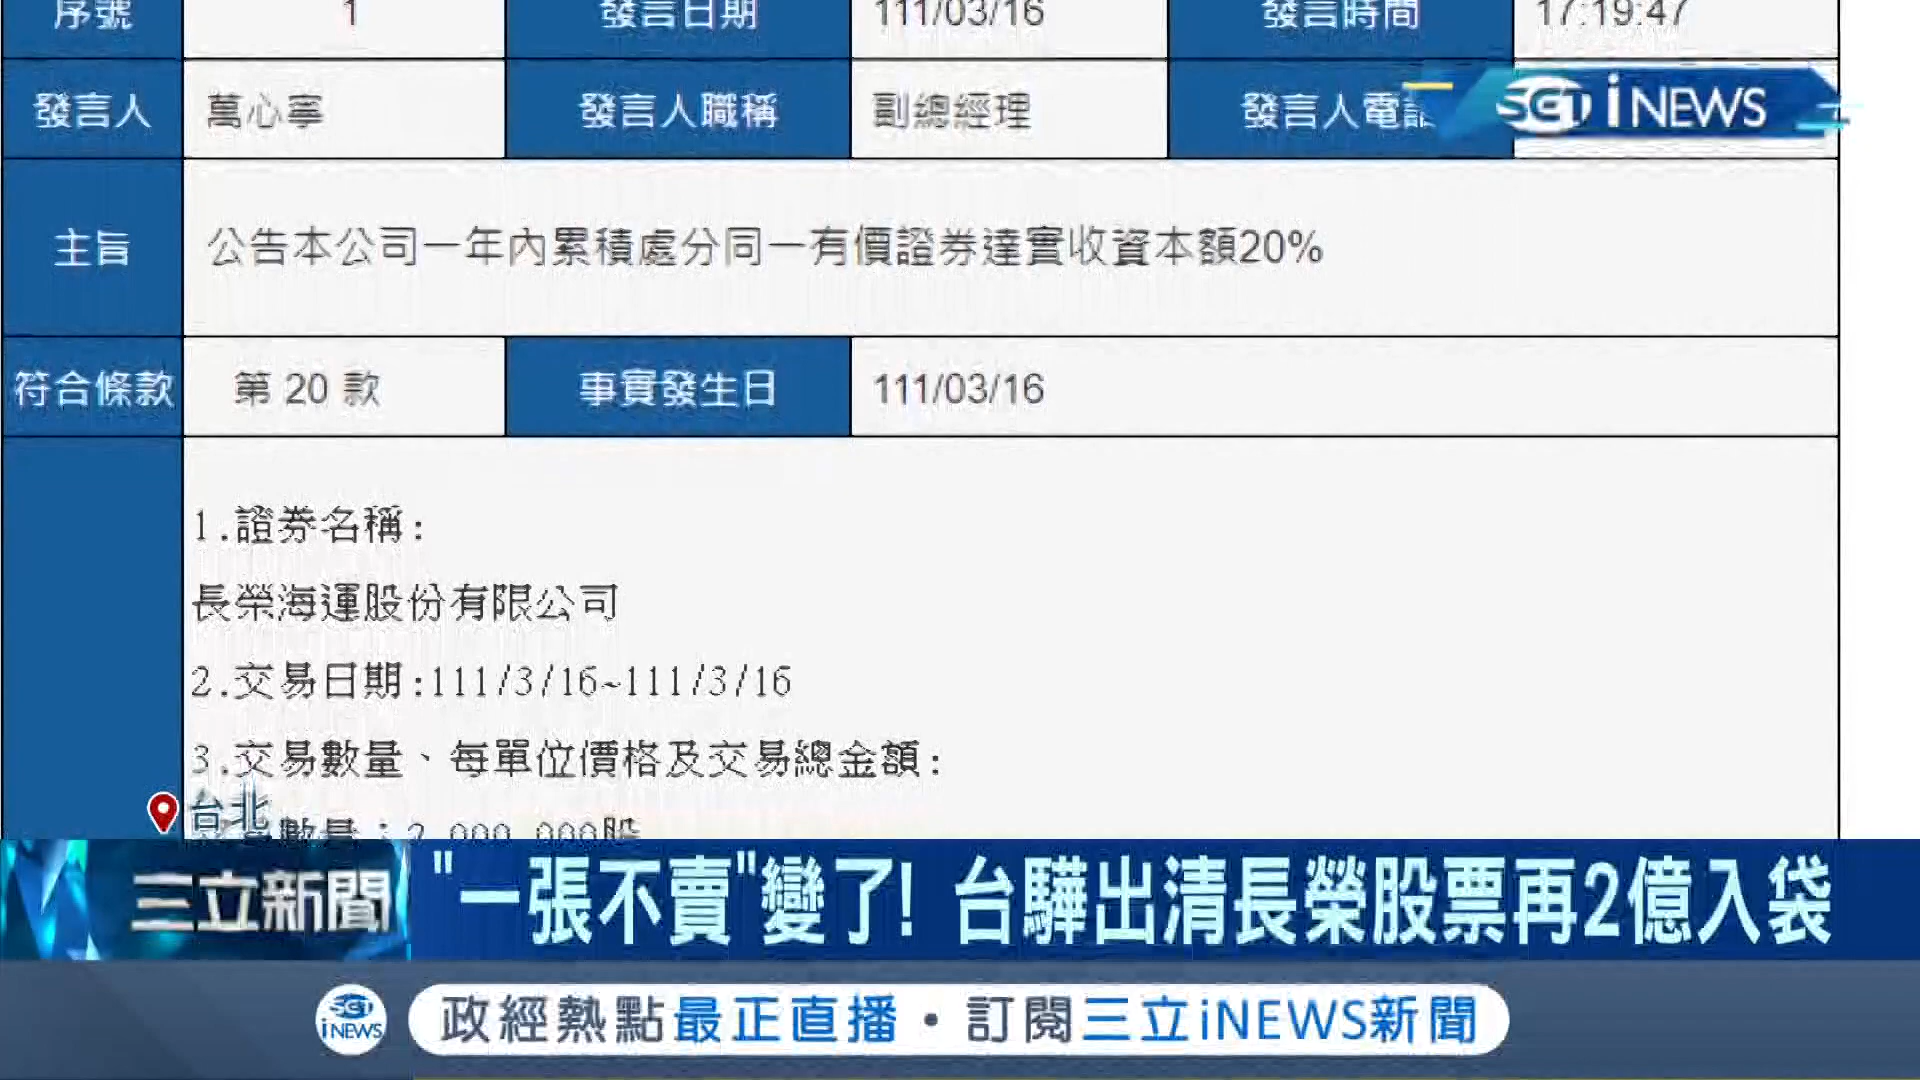 序號 1 發言日期 111/03/16 發言時間 17:19:47
發言人 萬心寧 發言人職稱 副總經理 發言人電話
SET iNEWS
主旨 公告本公司一年內累積處分同一有價證券達實收資本額20%
符合條款 第 20 款 事實發生日 111/03/16
1.證券名稱:
長榮海運股份有限公司
2.交易日期:111/3/16~111/3/16
3.交易數量、每單位價格及交易總金額:
台北
數量:2,000,000股
三立新聞 "一張不賣"變了! 台驊出清長榮股票再2億入袋
SET iNEWS 政經熱點最正直播・訂閱三立iNEWS新聞